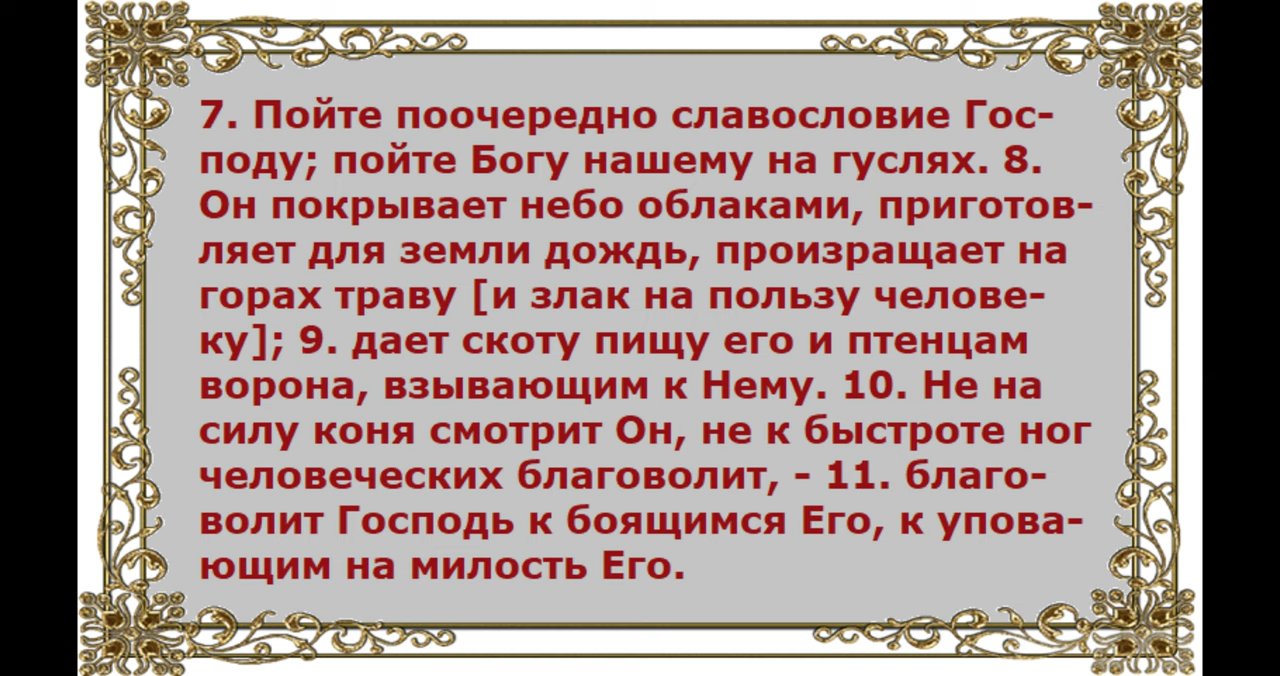 7. Пойте поочередно славословие Гос-
поду; пойте Богу нашему на гуслях. 8.
Он покрывает небо облаками, приготов-
ляет для земли дождь, произращает на
горах траву [и злак на пользу челове-
ку]; 9. дает скоту пищу его и птенцам
ворона, взывающим к Нему. 10. Не на
силу коня смотрит Он, не к быстроте ног
человеческих благоволит, - 11. благо-
волит Господь к боящимся Его, к упова-
ющим на милость Его.